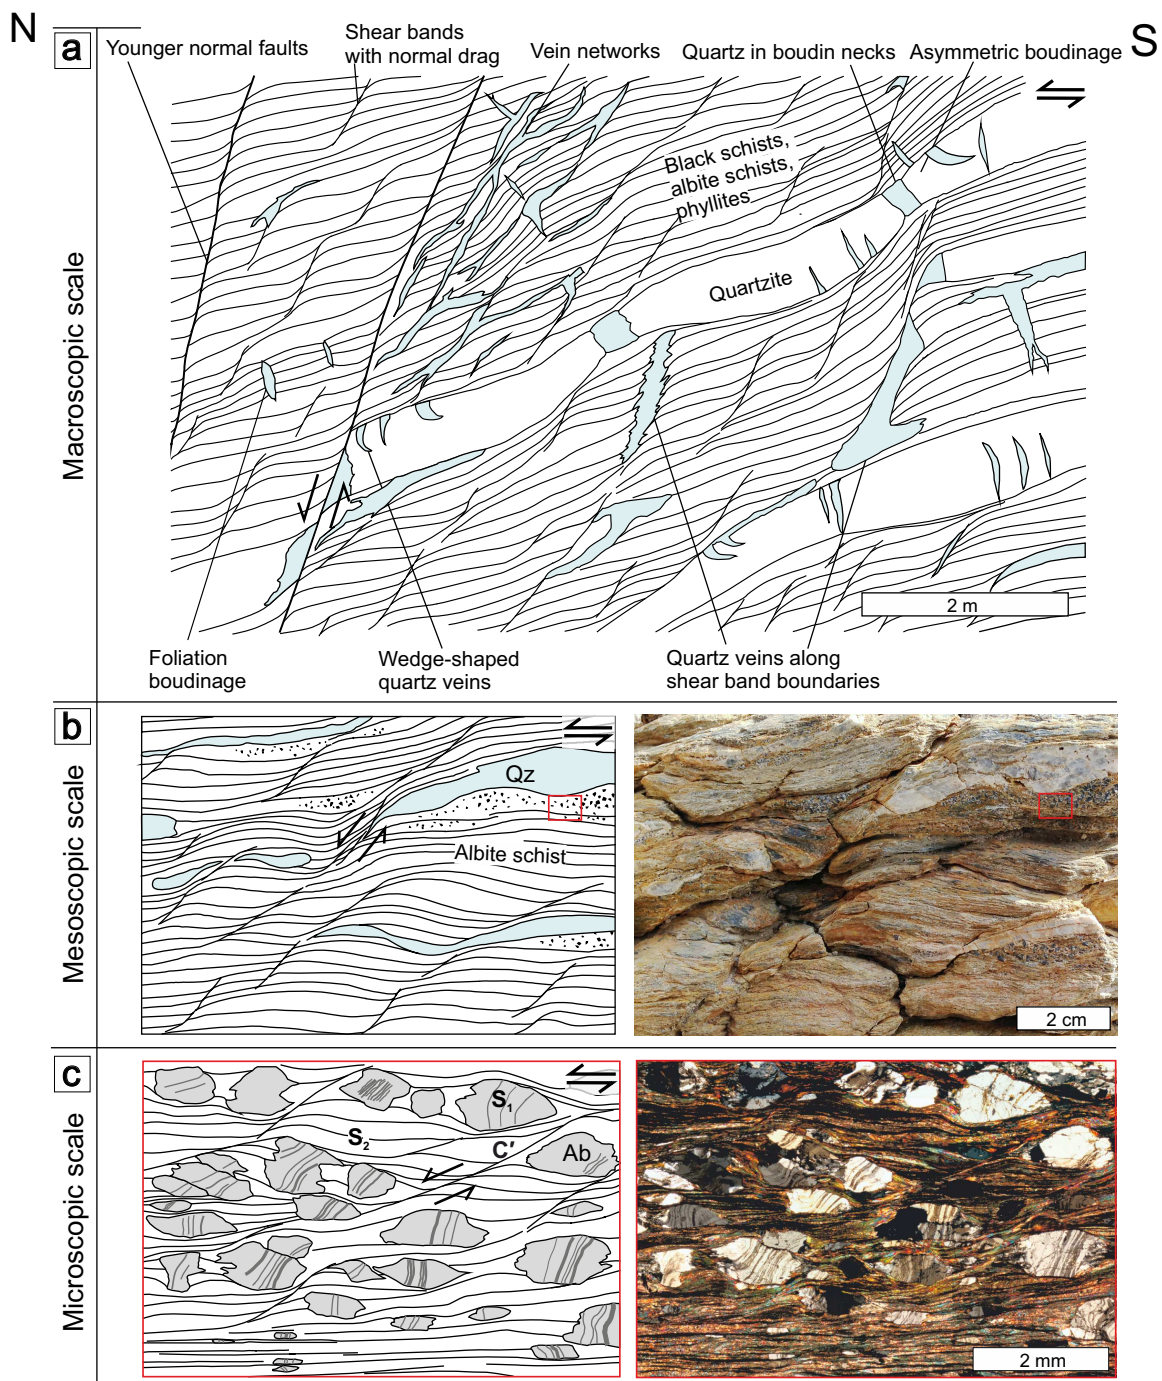 N
S
a
Younger normal faults
Shear bands
with normal drag
Vein networks
Quartz in boudin necks
Asymmetric boudinage
Black schists,
albite schists,
phyllites
Quartzite
Macroscopic scale
2 m
Foliation
boudinage
Wedge-shaped
quartz veins
Quartz veins along
shear band boundaries
b
Mesoscopic scale
Qz
Albite schist
2 cm
c
Microscopic scale
S1
S2
C'
Ab
2 mm